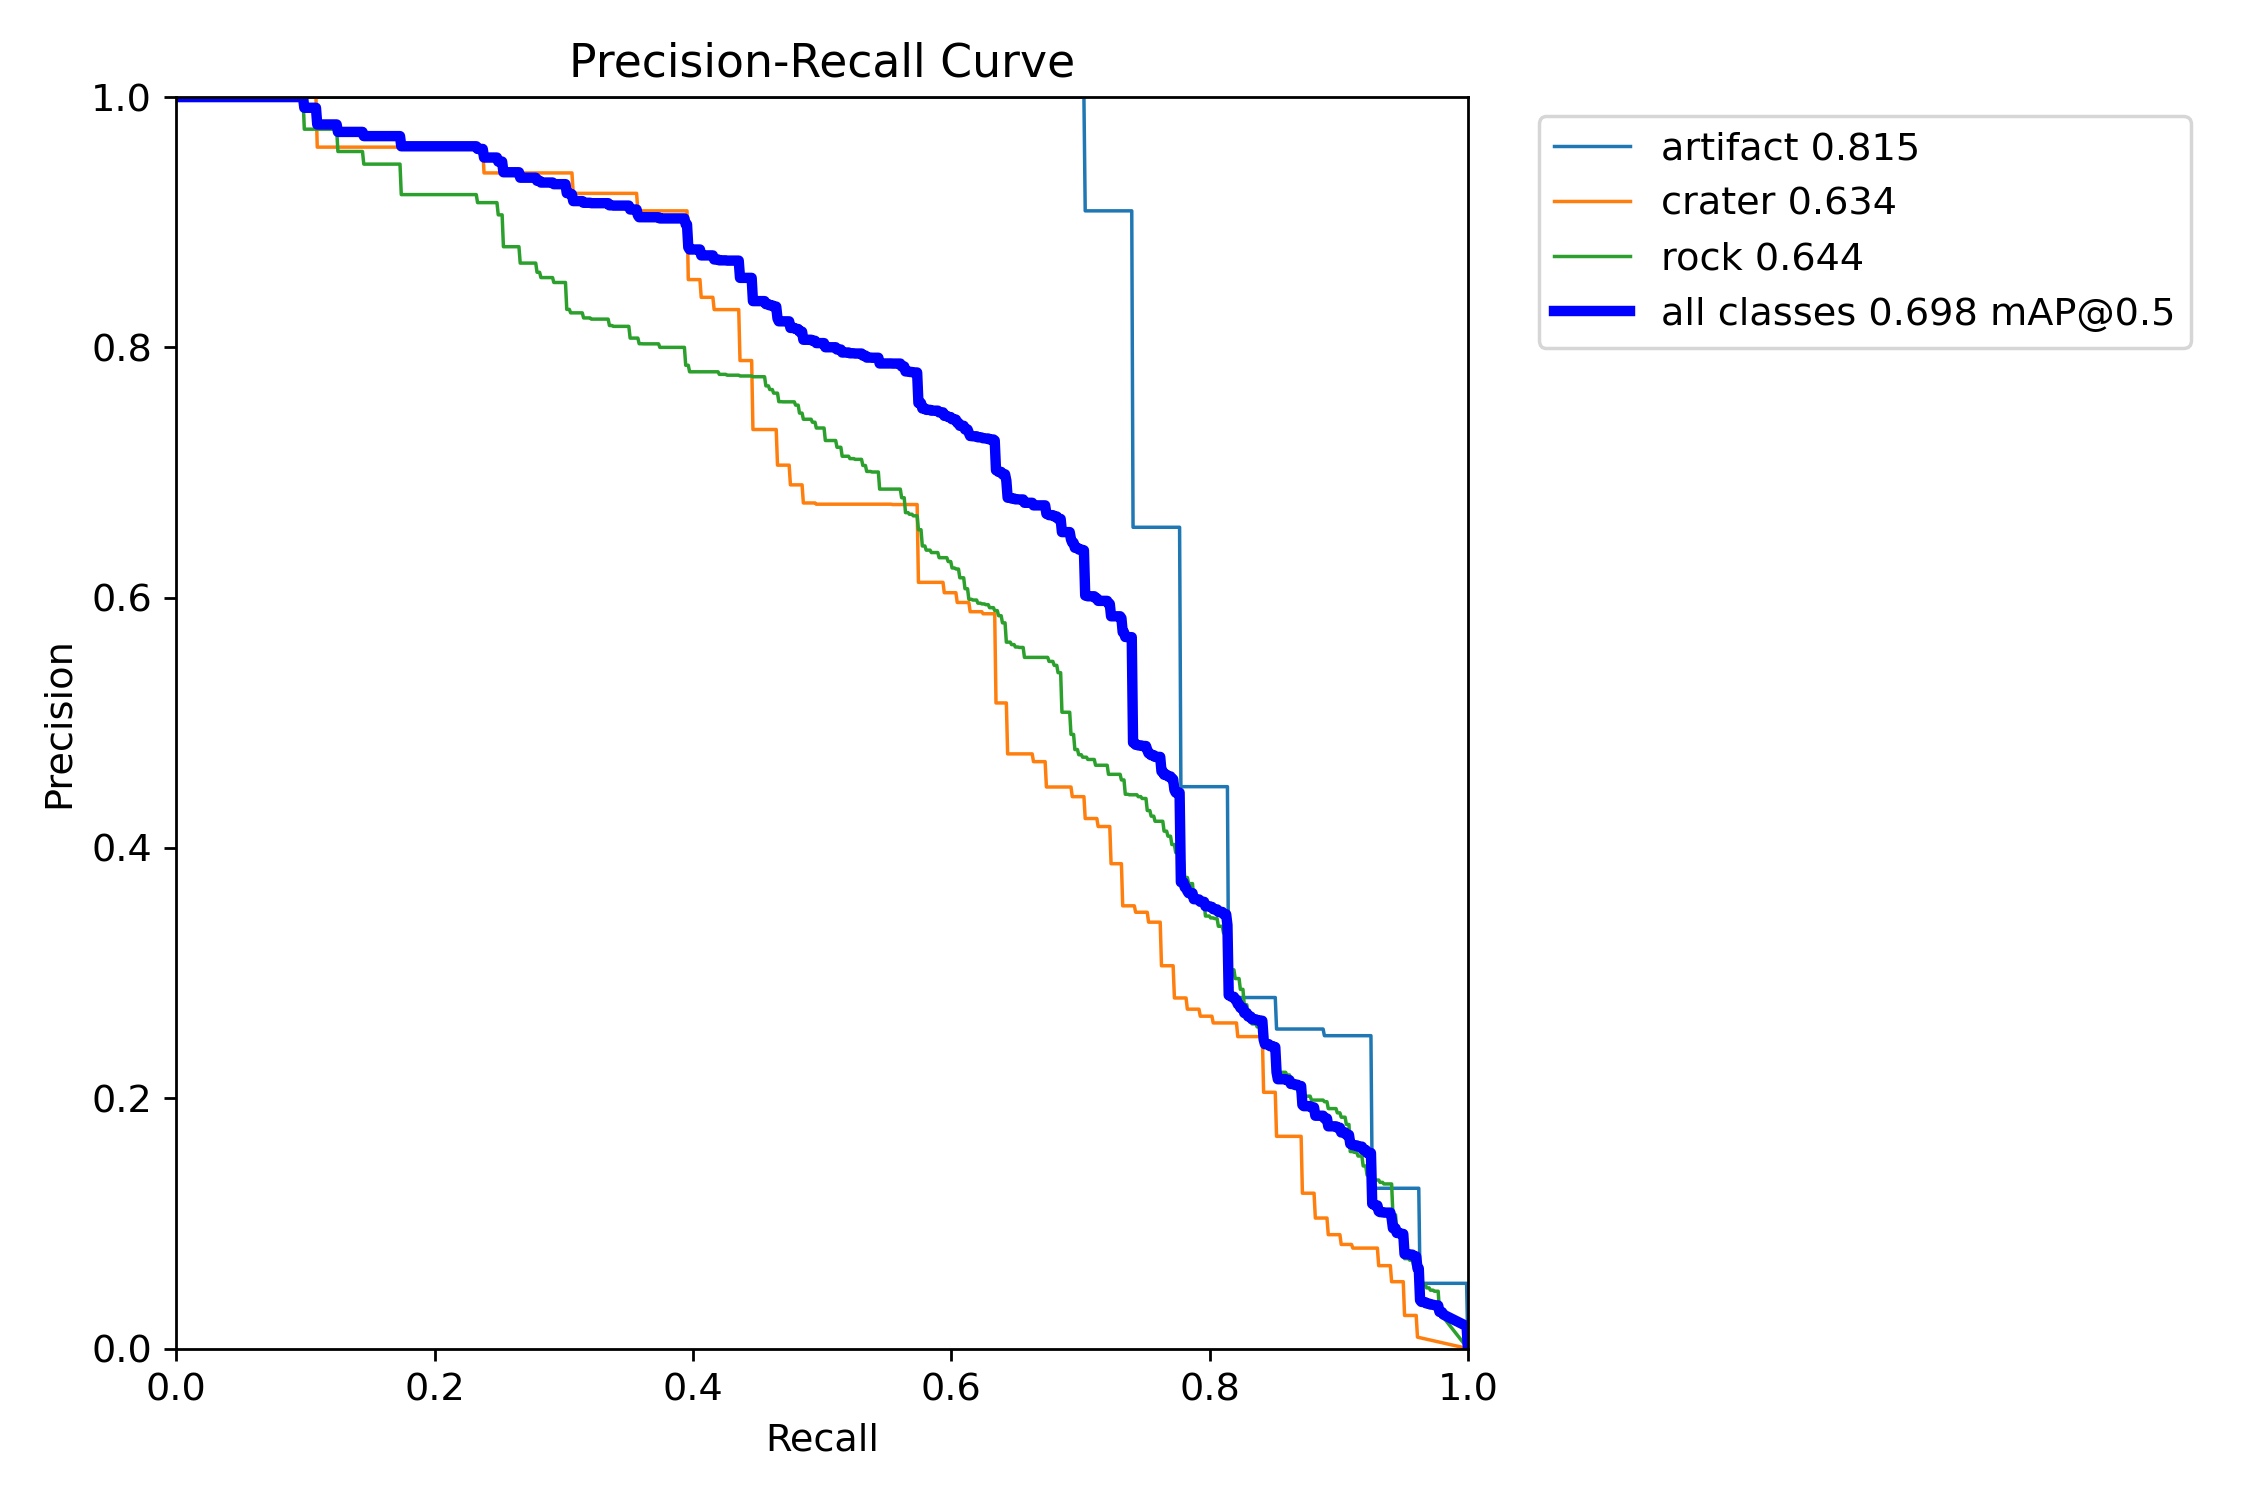 Precision-Recall Curve
artifact 0.815
crater 0.634
rock 0.644
all classes 0.698 mAP@0.5
Precision
1.0
0.8
0.6
0.4
0.2
0.0
0.0 0.2 0.4 0.6 0.8 1.0
Recall